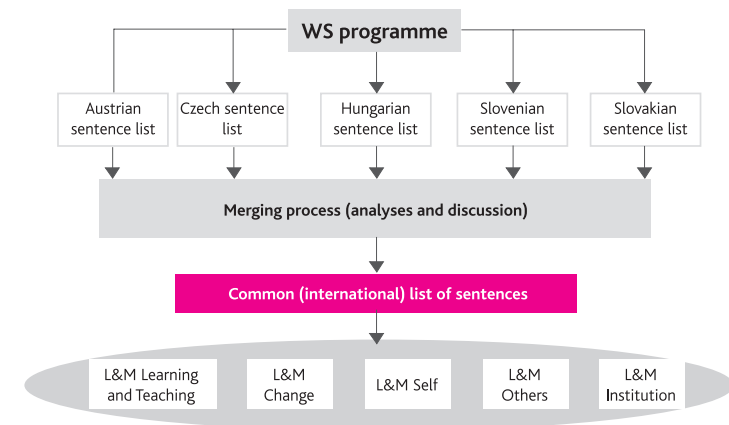 WS programme
Austrian
sentence list
Czech sentence
list
Hungarian
sentence list
Slovenian
sentence list
Slovakian
sentence list
Merging process (analyses and discussion)
Common (international) list of sentences
L&M Learning
and Teaching
L&M
Change
L&M Self
L&M
Others
L&M
Institution